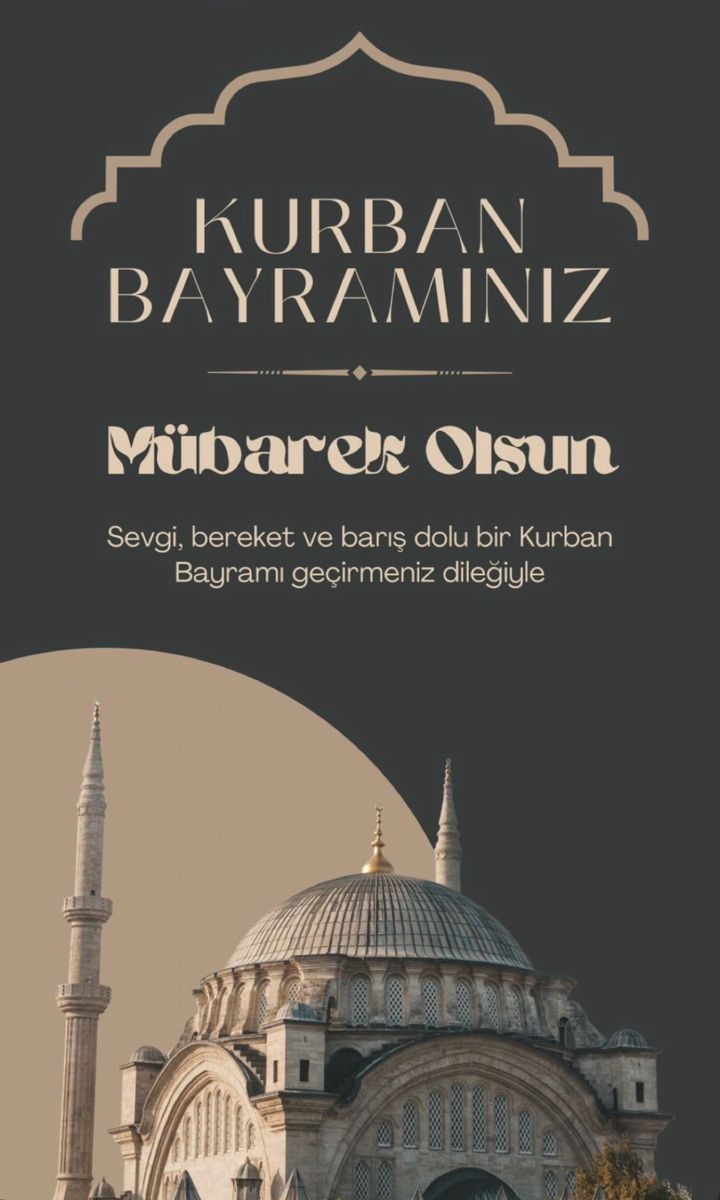 KURBAN
BAYRAMINIZ
Mübarek Olsun
Sevgi, bereket ve barış dolu bir Kurban
Bayramı geçirmeniz dileğiyle